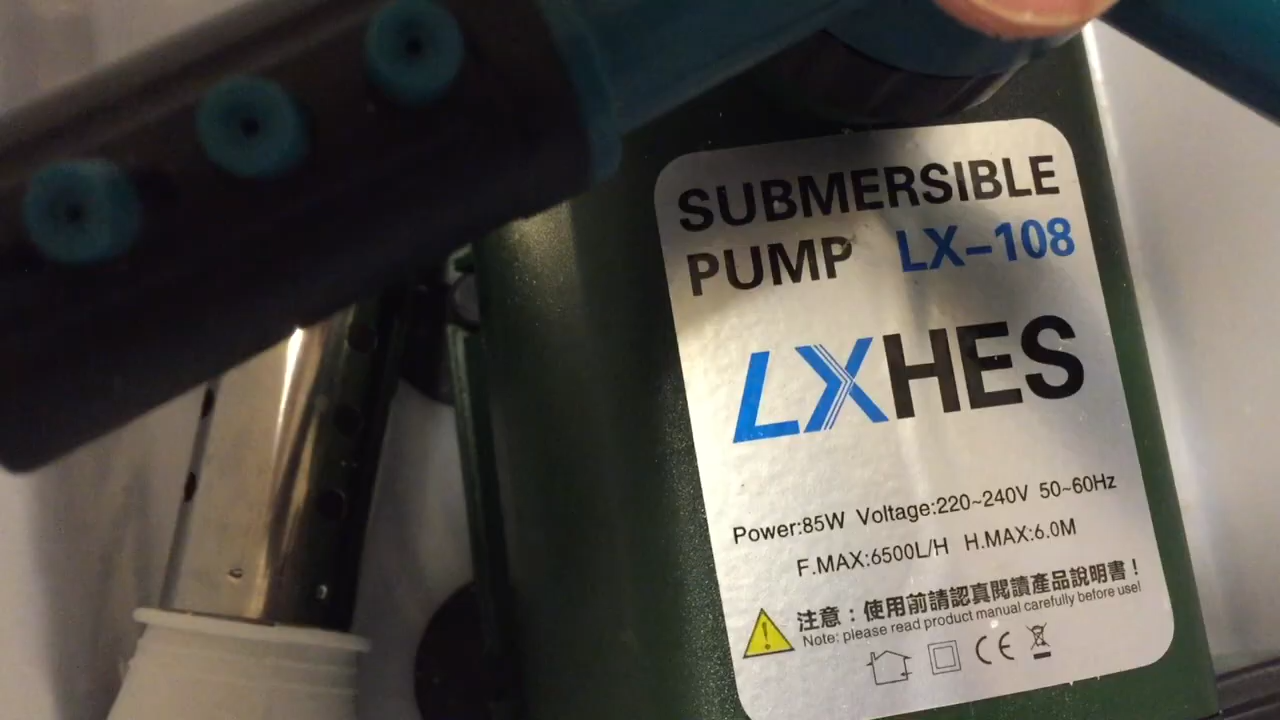 SUBMERSIBLE
PUMP LX-108
LXHES
Power:85W Voltage:220~240V 50~60Hz
F.MAX:6500L/H H.MAX:6.0M
注意：使用前請認真閲讀產品說明書！
Note: please read product manual carefully before use!
CE